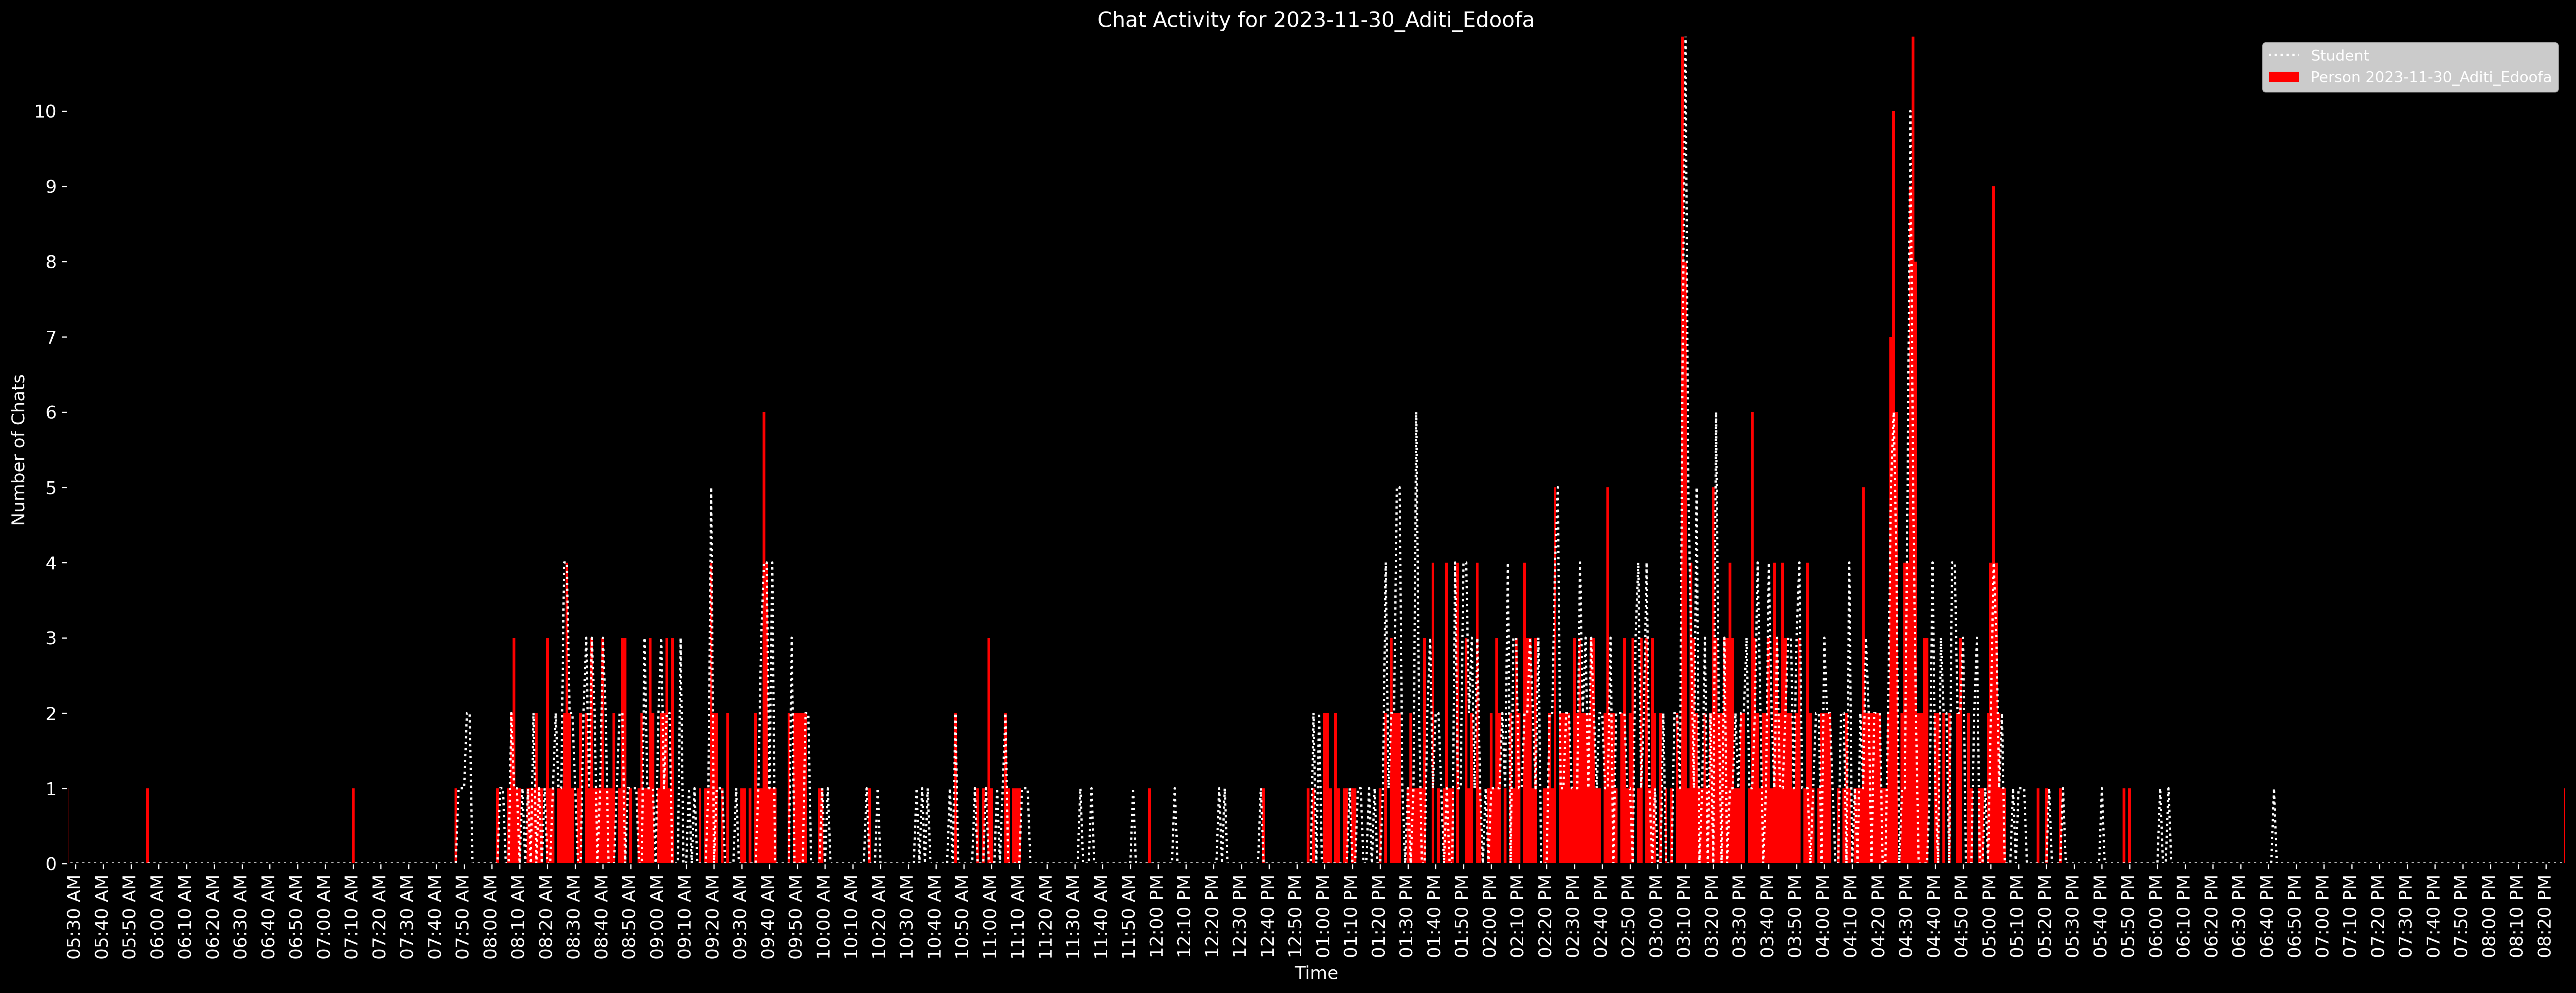 Chat Activity for 2023-11-30_Aditi_Edoofa
Student
Person 2023-11-30_Aditi_Edoofa
10
9
8
7
6
5
4
3
2
1
0
Number of Chats
05:30 AM
05:40 AM
05:50 AM
06:00 AM
06:10 AM
06:20 AM
06:30 AM
06:40 AM
06:50 AM
07:00 AM
07:10 AM
07:20 AM
07:30 AM
07:40 AM
07:50 AM
08:00 AM
08:10 AM
08:20 AM
08:30 AM
08:40 AM
08:50 AM
09:00 AM
09:10 AM
09:20 AM
09:30 AM
09:40 AM
09:50 AM
10:00 AM
10:10 AM
10:20 AM
10:30 AM
10:40 AM
10:50 AM
11:00 AM
11:10 AM
11:20 AM
11:30 AM
11:40 AM
11:50 AM
12:00 PM
12:10 PM
12:20 PM
12:30 PM
12:40 PM
12:50 PM
01:00 PM
01:10 PM
01:20 PM
01:30 PM
01:40 PM
01:50 PM
02:00 PM
02:10 PM
02:20 PM
02:30 PM
02:40 PM
02:50 PM
03:00 PM
03:10 PM
03:20 PM
03:30 PM
03:40 PM
03:50 PM
04:00 PM
04:10 PM
04:20 PM
04:30 PM
04:40 PM
04:50 PM
05:00 PM
05:10 PM
05:20 PM
05:30 PM
05:40 PM
05:50 PM
06:00 PM
06:10 PM
06:20 PM
06:30 PM
06:40 PM
06:50 PM
07:00 PM
07:10 PM
07:20 PM
07:30 PM
07:40 PM
07:50 PM
08:00 PM
08:10 PM
08:20 PM
Time